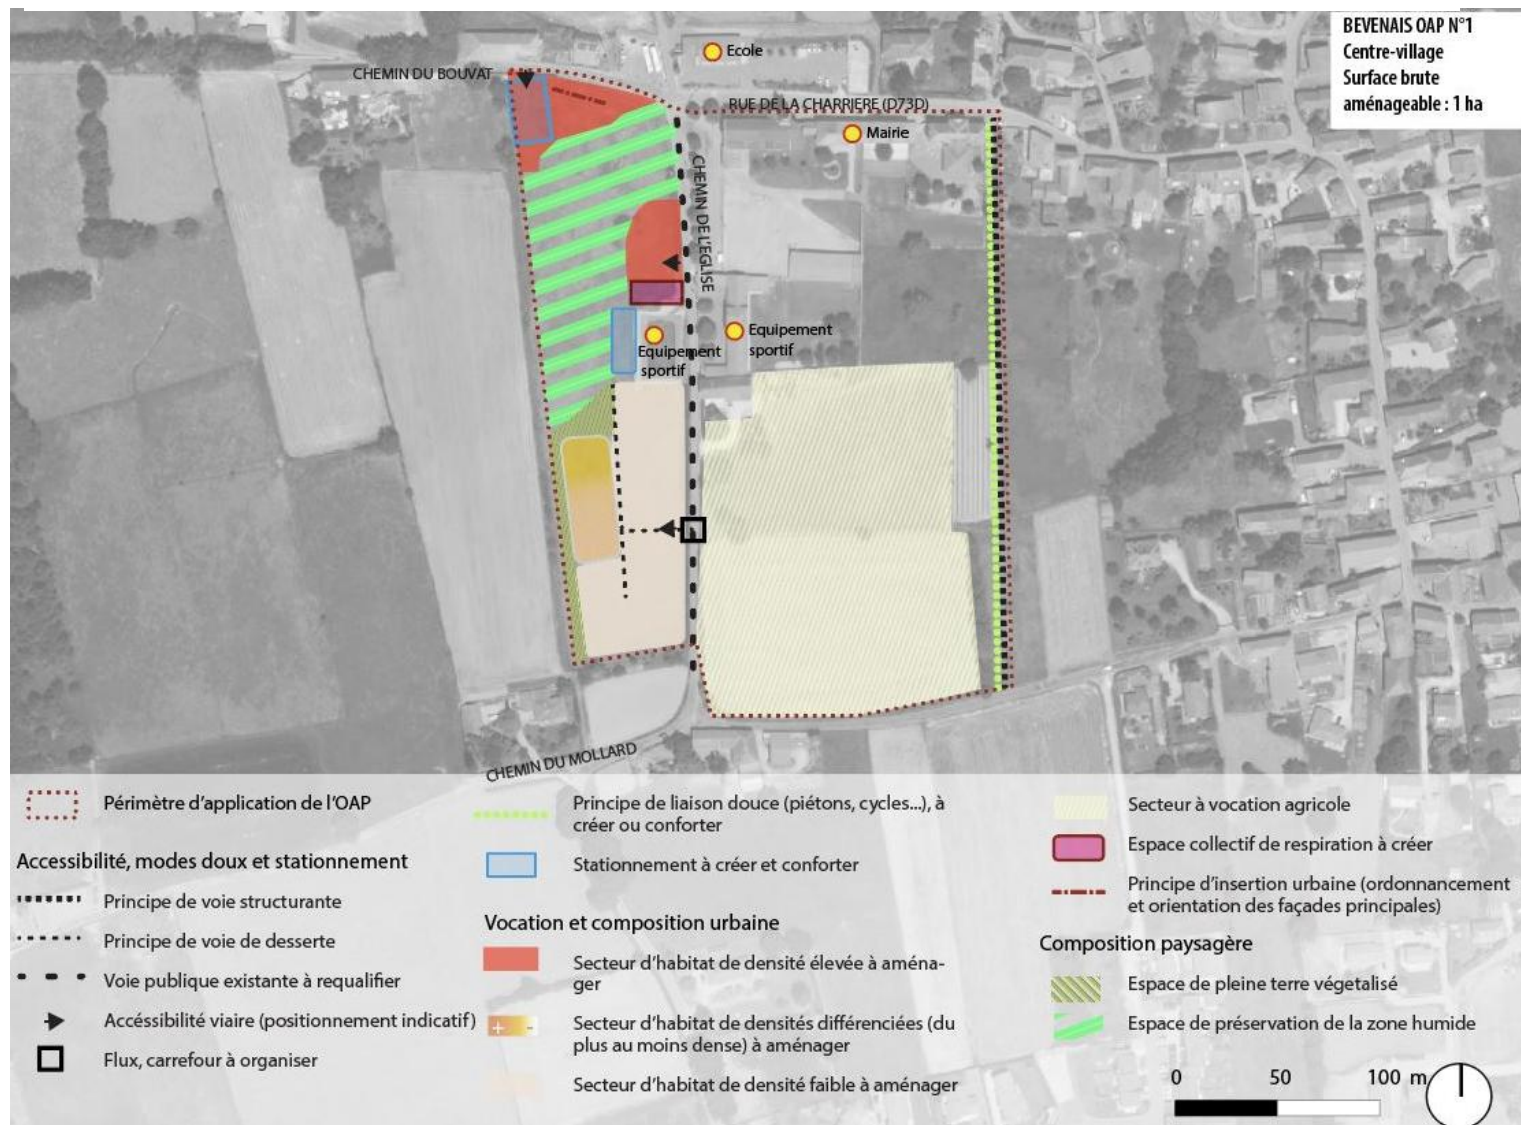 BEVENAIS OAP N°1
Centre-village
Surface brute
aménageable : 1 ha
Ecole
CHEMIN DU BOUVAT
RUE DE LA CHARRIERE (D73D)
Mairie
CHEMIN DE L'EGLISE
Equipement
sportif
Equipement
sportif
CHEMIN DU MOLLARD
Périmètre d'application de l'OAP
Accessibilité, modes doux et stationnement
Principe de voie structurante
Principe de voie de desserte
Voie publique existante à requalifier
Accéssibilité viaire (positionnement indicatif)
Flux, carrefour à organiser
Principe de liaison douce (piétons, cycles...), à
créer ou conforter
Stationnement à créer et conforter
Vocation et composition urbaine
Secteur d'habitat de densité élevée à aména-
ger
+ -
Secteur d'habitat de densités différenciées (du
plus au moins dense) à aménager
Secteur d'habitat de densité faible à aménager
Secteur à vocation agricole
Espace collectif de respiration à créer
Principe d'insertion urbaine (ordonnancement
et orientation des façades principales)
Composition paysagère
Espace de pleine terre végetalisé
Espace de préservation de la zone humide
0 50 100 m